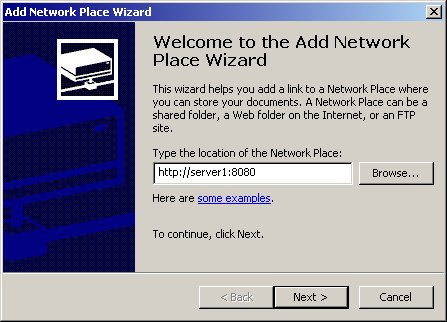 Add Network Place Wizard
Welcome to the Add Network
Place Wizard
This wizard helps you add a link to a Network Place where
you can store your documents. A Network Place can be a
shared folder, a Web folder on the Internet, or an FTP
site.
Type the location of the Network Place:
http://server1:8080
Browse...
Here are some examples.
To continue, click Next.
< Back
Next >
Cancel